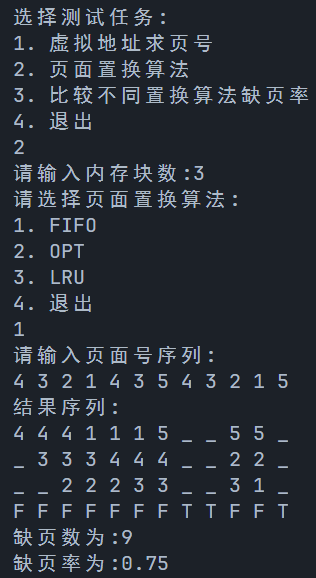 选择测试任务:
1. 虚拟地址求页号
2. 页面置换算法
3. 比较不同置换算法缺页率
4. 退出
2
请输入内存块数:3
请选择页面置换算法:
1. FIFO
2. OPT
3. LRU
4. 退出
1
请输入页面号序列:
4 3 2 1 4 3 5 4 3 2 1 5
结果序列:
4 4 4 1 1 1 5 _ _ 5 5 _
_ 3 3 3 4 4 4 _ _ 2 2 _
_ _ 2 2 2 3 3 _ _ 3 1 _
F F F F F F F T T F F T
缺页数为:9
缺页率为:0.75